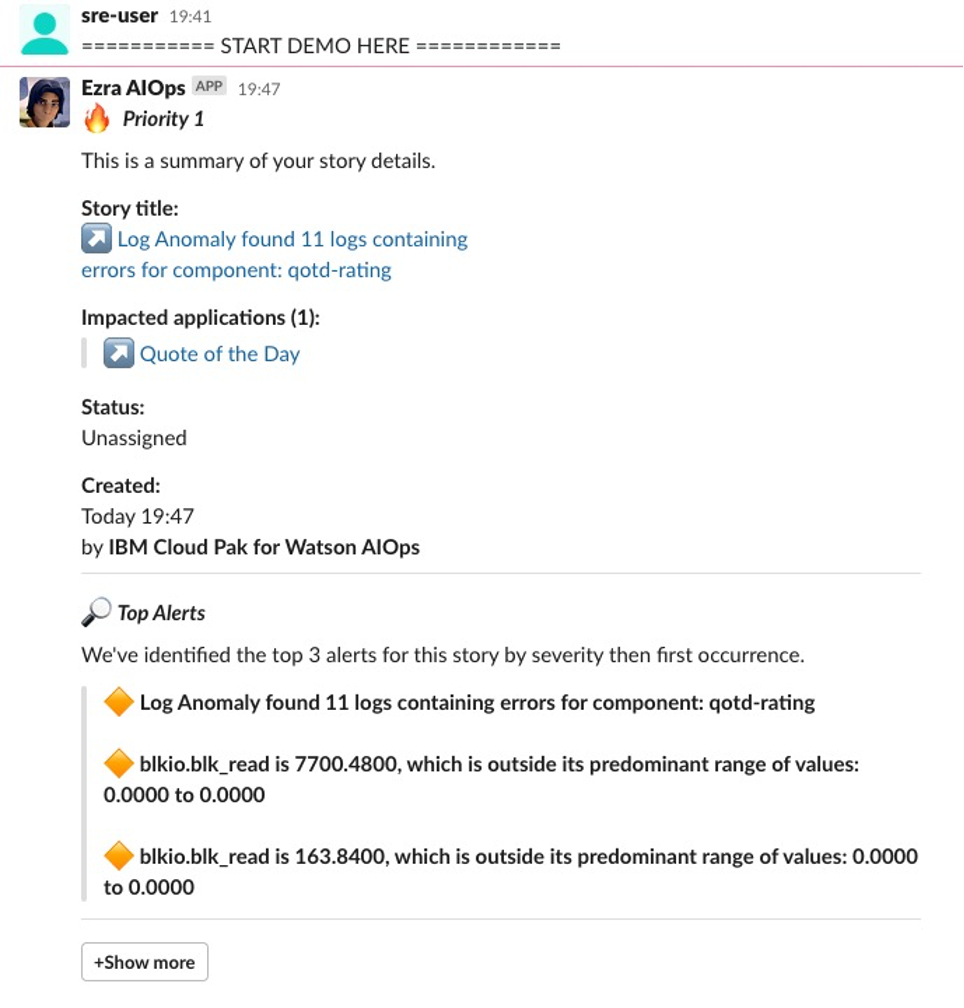 sre-user 19:41
=========== START DEMO HERE ============
Ezra AIOps APP 19:47
Priority 1
This is a summary of your story details.
Story title:
Log Anomaly found 11 logs containing
errors for component: qotd-rating
Impacted applications (1):
Quote of the Day
Status:
Unassigned
Created:
Today 19:47
by IBM Cloud Pak for Watson AIOps
Top Alerts
We've identified the top 3 alerts for this story by severity then first occurrence.
Log Anomaly found 11 logs containing errors for component: qotd-rating
blkio.blk_read is 7700.4800, which is outside its predominant range of values:
0.0000 to 0.0000
blkio.blk_read is 163.8400, which is outside its predominant range of values: 0.0000
to 0.0000
+Show more